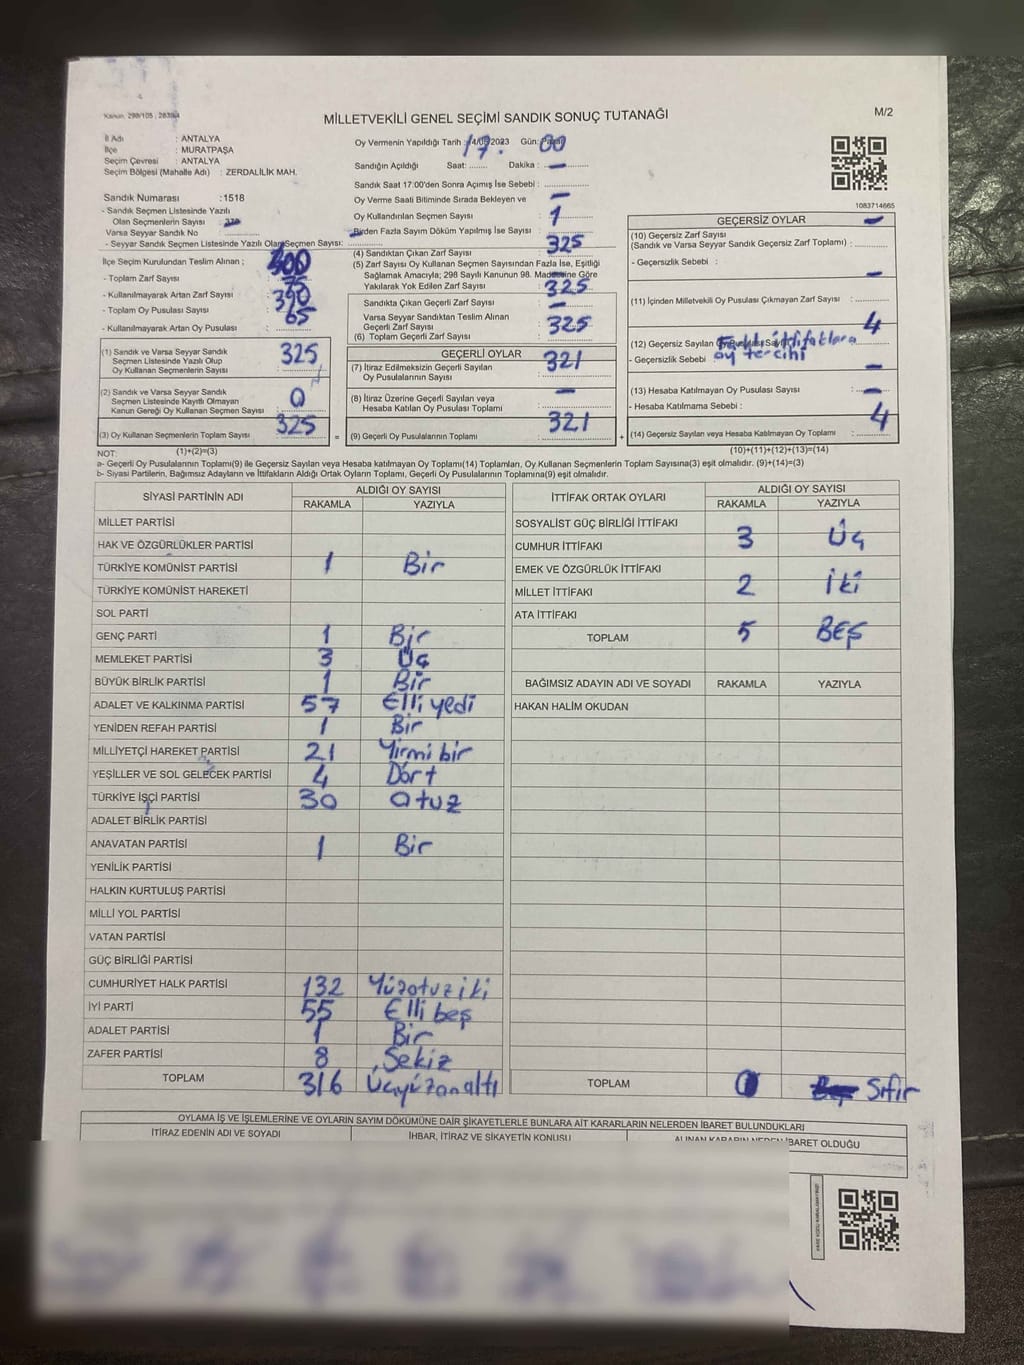 Kanun: 298/105 ; 2839/4
MİLLETVEKİLİ GENEL SEÇİMİ SANDIK SONUÇ TUTANAĞI
M/2
İl Adı : ANTALYA
İlçe : MURATPAŞA
Seçim Çevresi : ANTALYA
Seçim Bölgesi (Mahalle Adı) : ZERDALİLİK MAH.
Sandık Numarası :1518
- Sandık Seçmen Listesinde Yazılı
Olan Seçmenlerin Sayısı :
Varsa Seyyar Sandık No :
- Seyyar Sandık Seçmen Listesinde Yazılı Olan Seçmen Sayısı:
İlçe Seçim Kurulundan Teslim Alınan ; 400
- Toplam Zarf Sayısı : 75
- Kullanılmayarak Artan Zarf Sayısı : 390
- Toplam Oy Pusulası Sayısı : 65
- Kullanılmayarak Artan Oy Pusulası :
(1) Sandık ve Varsa Seyyar Sandık 325
Seçmen Listesinde Yazılı Olup
Oy Kullanan Seçmenlerin Sayısı
(2) Sandık ve Varsa Seyyar Sandık
Seçmen Listesinde Kayıtlı Olmayan 0
Kanun Gereği Oy Kullanan Seçmen Sayısı
(3) Oy Kullanan Seçmenlerin Toplam Sayısı 325
Oy Vermenin Yapıldığı Tarih : 14/05/2023 Gün: Pazar
17. 00
Sandığın Açıldığı Saat: Dakika : —
Sandık Saat 17:00'den Sonra Açımış İse Sebebi :
Oy Verme Saati Bitiminde Sırada Bekleyen ve —
Oy Kullandırılan Seçmen Sayısı : 1
Birden Fazla Sayım Döküm Yapılmış İse Sayısı :
(4) Sandıktan Çıkan Zarf Sayısı : 325
(5) Zarf Sayısı Oy Kullanan Seçmen Sayısından Fazla İse, Eşitliği
Sağlamak Amacıyla; 298 Sayılı Kanunun 98. Maddesine Göre —
Yakılarak Yok Edilen Zarf Sayısı : 325
Sandıkta Çıkan Geçerli Zarf Sayısı : —
Varsa Seyyar Sandıktan Teslim Alınan
Geçerli Zarf Sayısı : 325
(6) Toplam Geçerli Zarf Sayısı :
GEÇERLİ OYLAR
(7) İtiraz Edilmeksizin Geçerli Sayılan 321
Oy Pusulalarının Sayısı
(8) İtiraz Üzerine Geçerli Sayılan veya —
Hesaba Katılan Oy Pusulası Toplamı
(9) Geçerli Oy Pusulalarının Toplamı 321
1083714665
GEÇERSİZ OYLAR —
(10) Geçersiz Zarf Sayısı
(Sandık ve Varsa Seyyar Sandık Geçersiz Zarf Toplamı) :
- Geçersizlik Sebebi : —
(11) İçinden Milletvekili Oy Pusulası Çıkmayan Zarf Sayısı :
4
(12) Geçersiz Sayılan Oy Pusulası Sayısı
Farklı ittifaklara
- Geçersizlik Sebebi : oy tercihi —
(13) Hesaba Katılmayan Oy Pusulası Sayısı : —
- Hesaba Katılmama Sebebi :
(14) Geçersiz Sayılan veya Hesaba Katılmayan Oy Toplamı 4
NOT: (1)+(2)=(3) (10)+(11)+(12)+(13)=(14)
a- Geçerli Oy Pusulalarının Toplamı(9) ile Geçersiz Sayılan veya Hesaba katılmayan Oy Toplamı(14) Toplamları, Oy Kullanan Seçmenlerin Toplam Sayısına(3) eşit olmalıdır. (9)+(14)=(3)
b- Siyasi Partilerin, Bağımsız Adayların ve İttifakların Aldığı Ortak Oyların Toplamı, Geçerli Oy Pusulalarının Toplamına(9) eşit olmalıdır.
SİYASİ PARTİNİN ADI ALDIĞI OY SAYISI
RAKAMLA YAZIYLA
MİLLET PARTİSİ
HAK VE ÖZGÜRLÜKLER PARTİSİ
TÜRKİYE KOMÜNİST PARTİSİ 1 Bir
TÜRKİYE KOMÜNİST HAREKETİ
SOL PARTİ
GENÇ PARTİ 1 Bir
MEMLEKET PARTİSİ 3 Üç
BÜYÜK BİRLİK PARTİSİ 1 Bir
ADALET VE KALKINMA PARTİSİ 57 Elli yedi
YENİDEN REFAH PARTİSİ 1 Bir
MİLLİYETÇİ HAREKET PARTİSİ 21 Yirmi bir
YEŞİLLER VE SOL GELECEK PARTİSİ 4 Dört
TÜRKİYE İŞÇİ PARTİSİ 30 Otuz
ADALET BİRLİK PARTİSİ
ANAVATAN PARTİSİ 1 Bir
YENİLİK PARTİSİ
HALKIN KURTULUŞ PARTİSİ
MİLLİ YOL PARTİSİ
VATAN PARTİSİ
GÜÇ BİRLİĞİ PARTİSİ
CUMHURİYET HALK PARTİSİ 132 Yüzotuziki
İYİ PARTİ 55 Elli beş
ADALET PARTİSİ 1 Bir
ZAFER PARTİSİ 8 Sekiz
TOPLAM 316 Üçyüzonaltı
İTTİFAK ORTAK OYLARI ALDIĞI OY SAYISI
RAKAMLA YAZIYLA
SOSYALİST GÜÇ BİRLİĞİ İTTİFAKI
CUMHUR İTTİFAKI 3 Üç
EMEK VE ÖZGÜRLÜK İTTİFAKI
MİLLET İTTİFAKI 2 İki
ATA İTTİFAKI
TOPLAM 5 BEŞ
BAĞIMSIZ ADAYIN ADI VE SOYADI RAKAMLA YAZIYLA
HAKAN HALİM OKUDAN
TOPLAM 0 Sıfır
OYLAMA İŞ VE İŞLEMLERİNE VE OYLARIN SAYIM DÖKÜMÜNE DAİR ŞİKAYETLERLE BUNLARA AİT KARARLARIN NELERDEN İBARET BULUNDUKLARI
İTİRAZ EDENİN ADI VE SOYADI İHBAR, İTİRAZ VE ŞİKAYETİN KONUSU ALINAN KARARIN NEDEN İBARET OLDUĞU